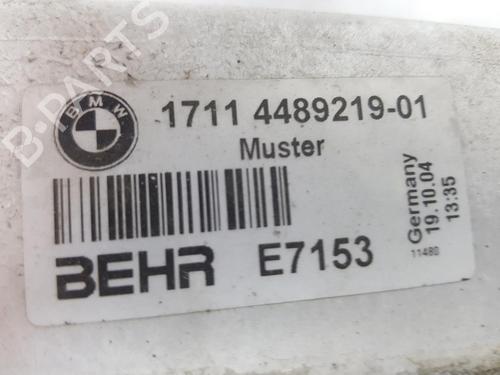 BMW
1711 4489219-01
Muster
BEHR E7153
Germany
19.10.04
13:35
11480
B-PARTS